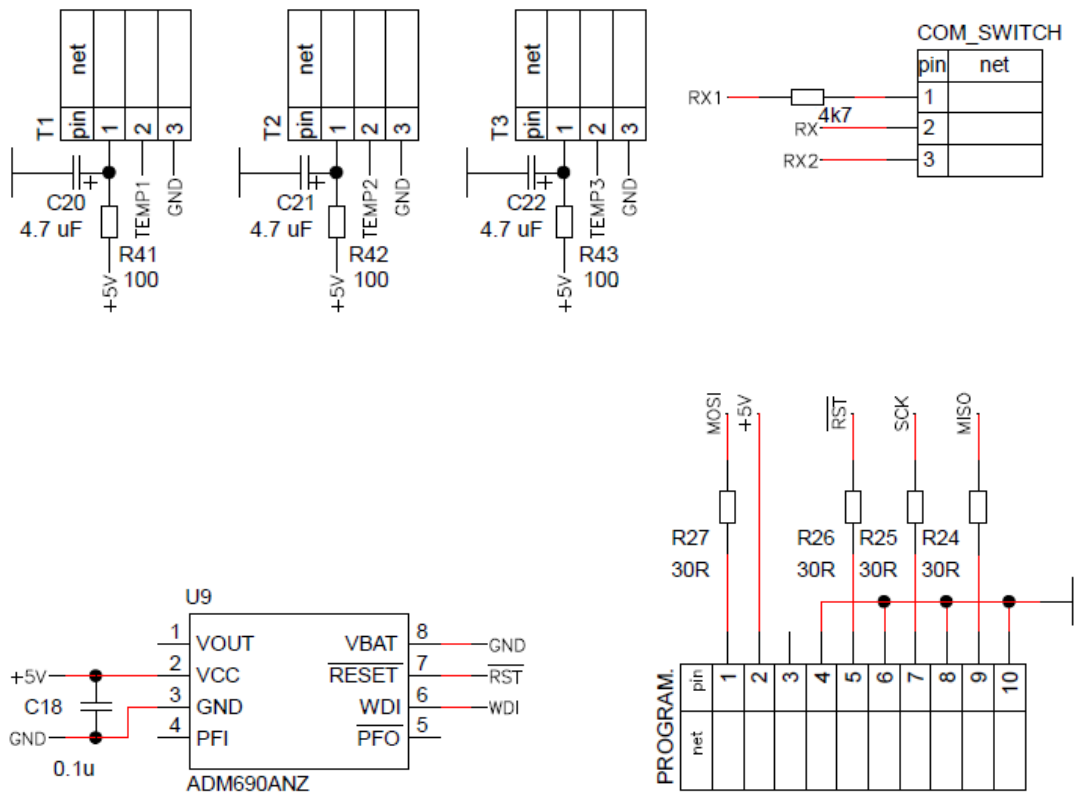 T1 pin net 1 2 3
C20
4.7 uF
TEMP1
GND
R41
100
+5V
T2 pin net 1 2 3
C21
4.7 uF
TEMP2
GND
R42
100
+5V
T3 pin net 1 2 3
C22
4.7 uF
TEMP3
GND
R43
100
+5V
COM_SWITCH
pin net
RX1 4k7 1
RX 2
RX2 3
U9
1 VOUT VBAT 8 GND
+5V 2 VCC RESET 7 RST
C18 3 GND WDI 6 WDI
GND 4 PFI PFO 5
0.1u
ADM690ANZ
MOSI +5V RST SCK MISO
R27 R26 R25 R24
30R 30R 30R 30R
PROGRAM.
pin 1 2 3 4 5 6 7 8 9 10
net